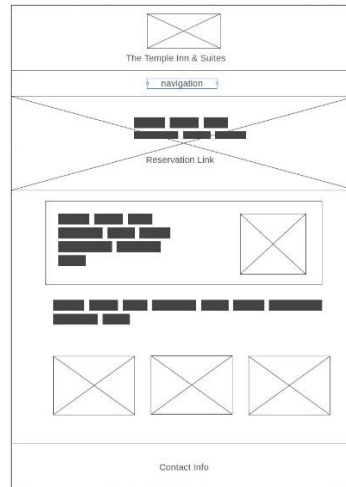 The Temple Inn & Suites
navigation
Reservation Link
Contact Info